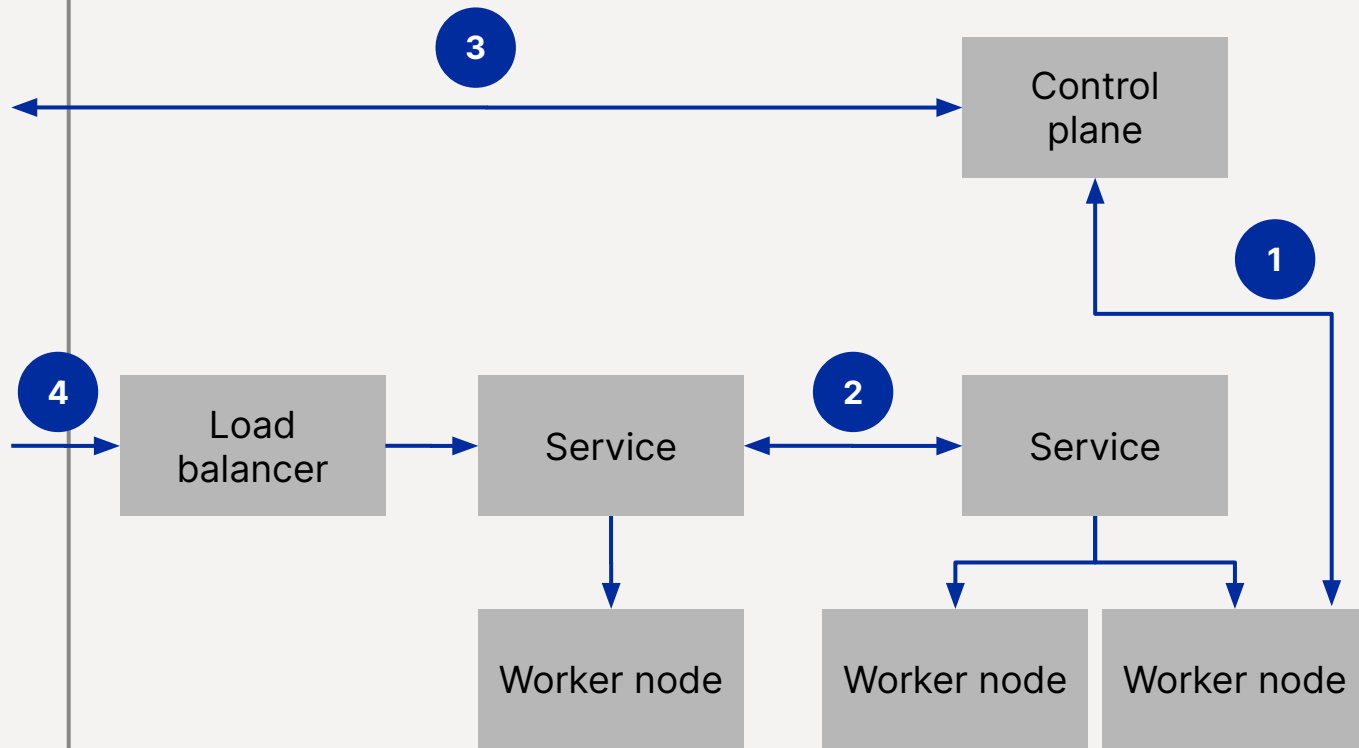 3
Control
plane
1
4
Load
balancer
Service
2
Service
Worker node
Worker node
Worker node